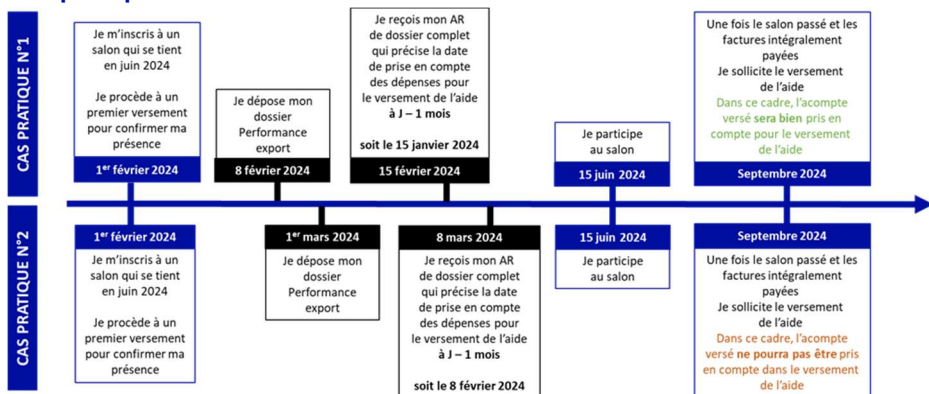 CAS PRATIQUE N°1
Je m’inscris à un
salon qui se tient
en juin 2024
Je procède à un
premier versement
pour confirmer ma
présence
1er février 2024
Je dépose mon
dossier
Performance
export
8 février 2024
Je reçois mon AR
de dossier complet
qui précise la date
de prise en compte
des dépenses pour
le versement de l’aide
à J – 1 mois
soit le 15 janvier 2024
15 février 2024
Je participe
au salon
15 juin 2024
Une fois le salon passé et les
factures intégralement
payées
Je sollicite le versement
de l’aide
Dans ce cadre, l’acompte
versé sera bien pris en
compte pour le versement
de l’aide
Septembre 2024
CAS PRATIQUE N°2
1er février 2024
Je m’inscris à un
salon qui se tient
en juin 2024
Je procède à un
premier versement
pour confirmer ma
présence
1er mars 2024
Je dépose mon
dossier
Performance
export
8 mars 2024
Je reçois mon AR
de dossier complet
qui précise la date
de prise en compte
des dépenses pour
le versement de l’aide
à J – 1 mois
soit le 8 février 2024
15 juin 2024
Je participe
au salon
Septembre 2024
Une fois le salon passé et les
factures intégralement
payées
Je sollicite le versement
de l’aide
Dans ce cadre, l’acompte
versé ne pourra pas être pris
en compte dans le versement
de l’aide